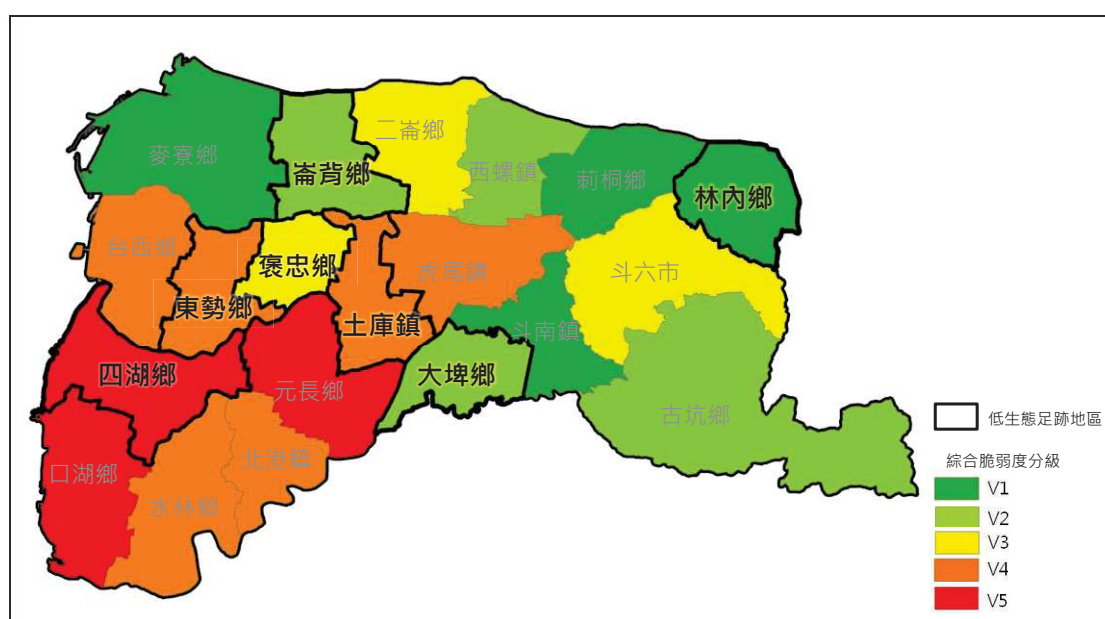 二崙鄉
麥寮鄉
崙背鄉
西螺鎮
莿桐鄉
林內鄉
台西鄉
褒忠鄉
虎尾鎮
斗六市
東勢鄉
土庫鎮
斗南鎮
四湖鄉
元長鄉
大埤鄉
古坑鄉
口湖鄉
北港鎮
水林鄉
低生態足跡地區
綜合脆弱度分級
V1
V2
V3
V4
V5